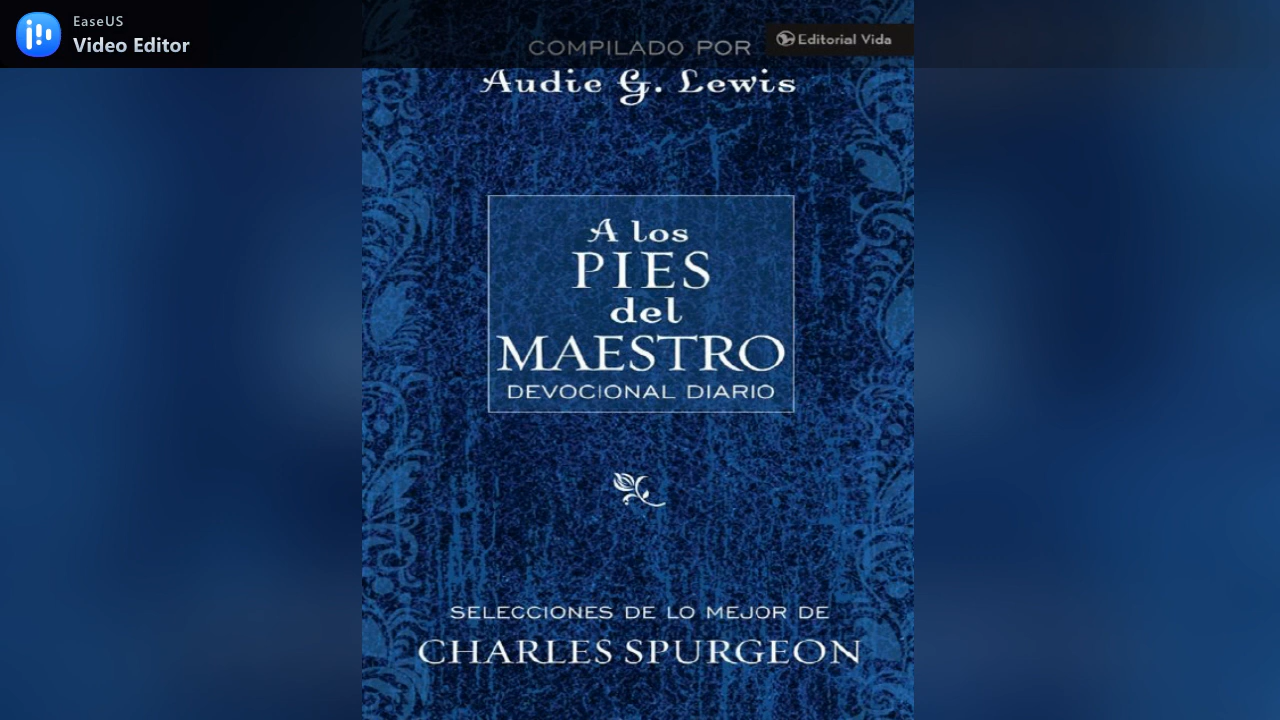 EaseUS
Video Editor
COMPILADO POR
Editorial Vida
Audie G. Lewis
A los
PIES
del
MAESTRO
DEVOCIONAL DIARIO
SELECCIONES DE LO MEJOR DE
CHARLES SPURGEON